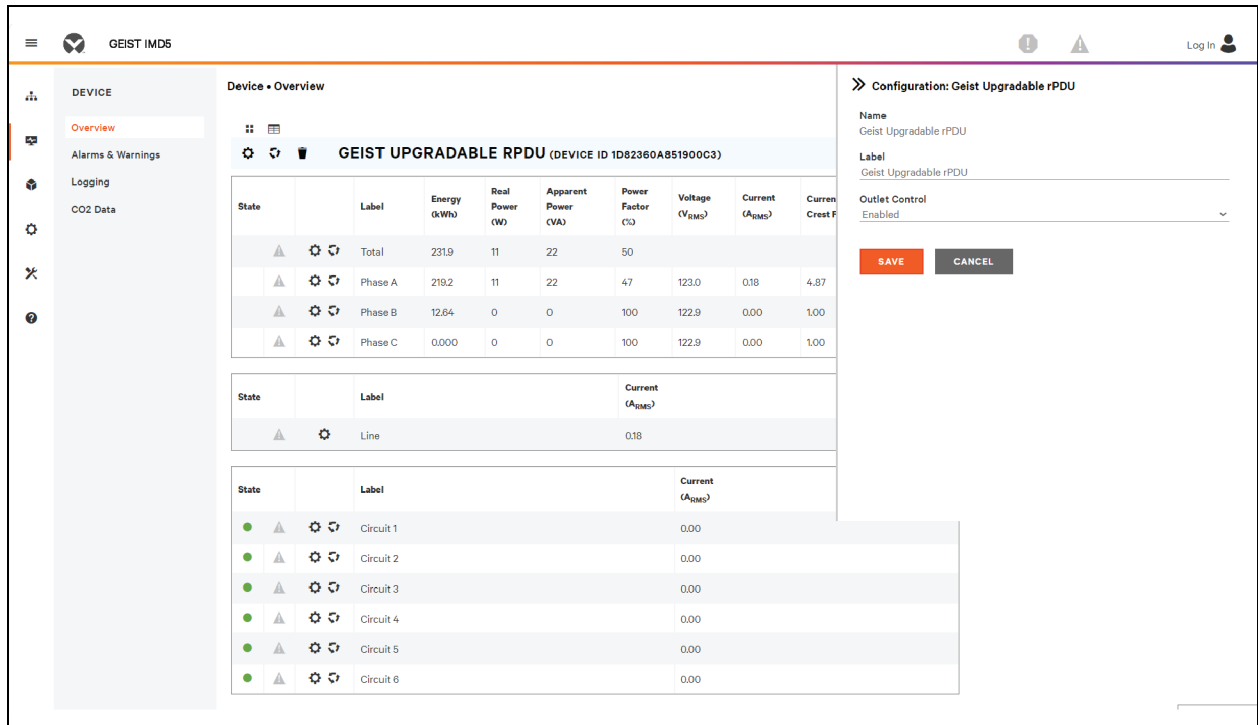 GEIST IMD5
Log In
DEVICE
Overview
Alarms & Warnings
Logging
CO2 Data
Device • Overview
GEIST UPGRADABLE RPDU (DEVICE ID 1D82360A851900C3)
State Label Energy (kWh) Real Power (W) Apparent Power (VA) Power Factor (%) Voltage (VRMS) Current (ARMS) Curren Crest F
Total 231.9 11 22 50
Phase A 219.2 11 22 47 123.0 0.18 4.87
Phase B 12.64 0 0 100 122.9 0.00 1.00
Phase C 0.000 0 0 100 122.9 0.00 1.00
State Label Current (ARMS)
Line 0.18
State Label Current (ARMS)
Circuit 1 0.00
Circuit 2 0.00
Circuit 3 0.00
Circuit 4 0.00
Circuit 5 0.00
Circuit 6 0.00
Configuration: Geist Upgradable rPDU
Name
Geist Upgradable rPDU
Label
Geist Upgradable rPDU
Outlet Control
Enabled
SAVE CANCEL